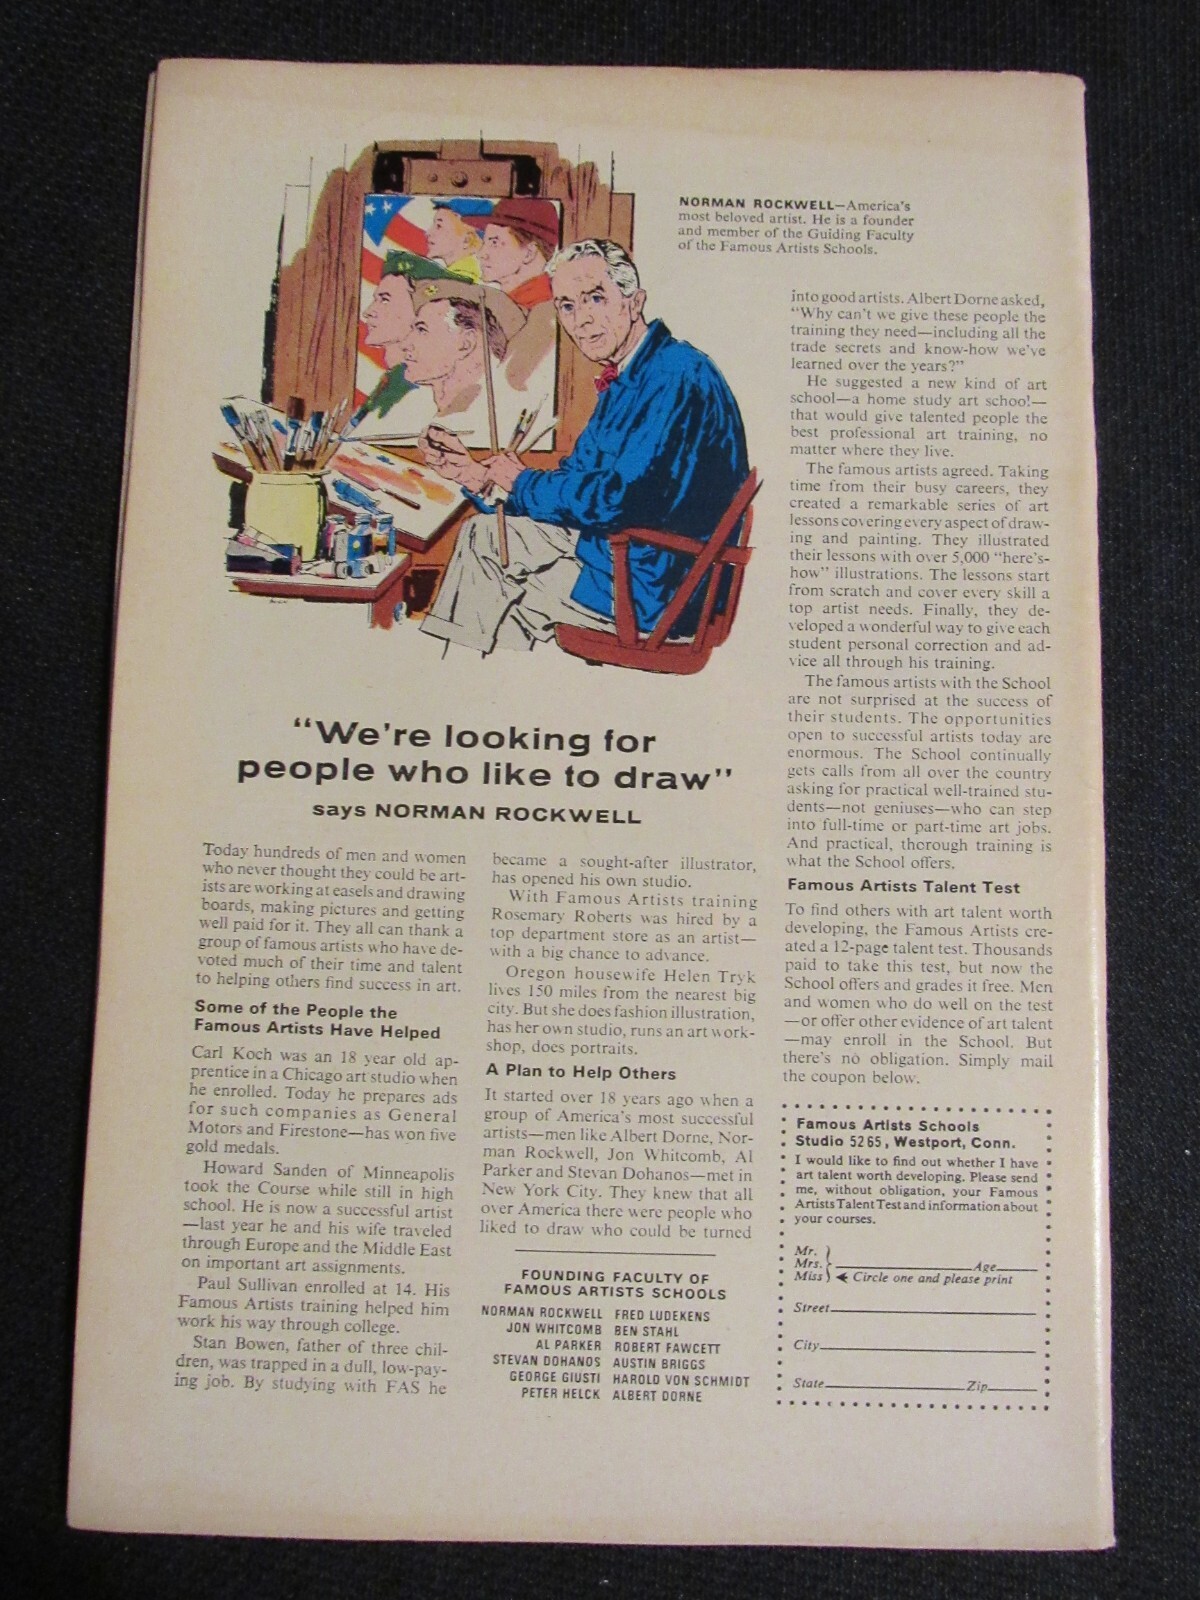 NORMAN ROCKWELL—America's
most beloved artist. He is a founder
and member of the Guiding Faculty
of the Famous Artists Schools.
"We're looking for
people who like to draw"
says NORMAN ROCKWELL
Today hundreds of men and women
who never thought they could be art-
ists are working at easels and drawing
boards, making pictures and getting
well paid for it. They all can thank a
group of famous artists who have de-
voted much of their time and talent
to helping others find success in art.
Some of the People the
Famous Artists Have Helped
Carl Koch was an 18 year old ap-
prentice in a Chicago art studio when
he enrolled. Today he prepares ads
for such companies as General
Motors and Firestone—has won five
gold medals.
Howard Sanden of Minneapolis
took the Course while still in high
school. He is now a successful artist
—last year he and his wife traveled
through Europe and the Middle East
on important art assignments.
Paul Sullivan enrolled at 14. His
Famous Artists training helped him
work his way through college.
Stan Bowen, father of three chil-
dren, was trapped in a dull, low-pay-
ing job. By studying with FAS he
became a sought-after illustrator,
has opened his own studio.
With Famous Artists training
Rosemary Roberts was hired by a
top department store as an artist—
with a big chance to advance.
Oregon housewife Helen Tryk
lives 150 miles from the nearest big
city. But she does fashion illustration,
has her own studio, runs an art work-
shop, does portraits.
A Plan to Help Others
It started over 18 years ago when a
group of America's most successful
artists—men like Albert Dorne, Nor-
man Rockwell, Jon Whitcomb, Al
Parker and Stevan Dohanos—met in
New York City. They knew that all
over America there were people who
liked to draw who could be turned
FOUNDING FACULTY OF
FAMOUS ARTISTS SCHOOLS
NORMAN ROCKWELL FRED LUDEKENS
JON WHITCOMB BEN STAHL
AL PARKER ROBERT FAWCETT
STEVAN DOHANOS AUSTIN BRIGGS
GEORGE GIUSTI HAROLD VON SCHMIDT
PETER HELCK ALBERT DORNE
into good artists. Albert Dorne asked,
"Why can't we give these people the
training they need—including all the
trade secrets and know-how we've
learned over the years?"
He suggested a new kind of art
school—a home study art school—
that would give talented people the
best professional art training, no
matter where they live.
The famous artists agreed. Taking
time from their busy careers, they
created a remarkable series of art
lessons covering every aspect of draw-
ing and painting. They illustrated
their lessons with over 5,000 "here's-
how" illustrations. The lessons start
from scratch and cover every skill a
top artist needs. Finally, they de-
veloped a wonderful way to give each
student personal correction and ad-
vice all through his training.
The famous artists with the School
are not surprised at the success of
their students. The opportunities
open to successful artists today are
enormous. The School continually
gets calls from all over the country
asking for practical well-trained stu-
dents—not geniuses—who can step
into full-time or part-time art jobs.
And practical, thorough training is
what the School offers.
Famous Artists Talent Test
To find others with art talent worth
developing, the Famous Artists cre-
ated a 12-page talent test. Thousands
paid to take this test, but now the
School offers and grades it free. Men
and women who do well on the test
—or offer other evidence of art talent
—may enroll in the School. But
there's no obligation. Simply mail
the coupon below.
Famous Artists Schools
Studio 5265, Westport, Conn.
I would like to find out whether I have
art talent worth developing. Please send
me, without obligation, your Famous
Artists Talent Test and information about
your courses.
Mr.
Mrs. Age
Miss Circle one and please print
Street
City
State Zip